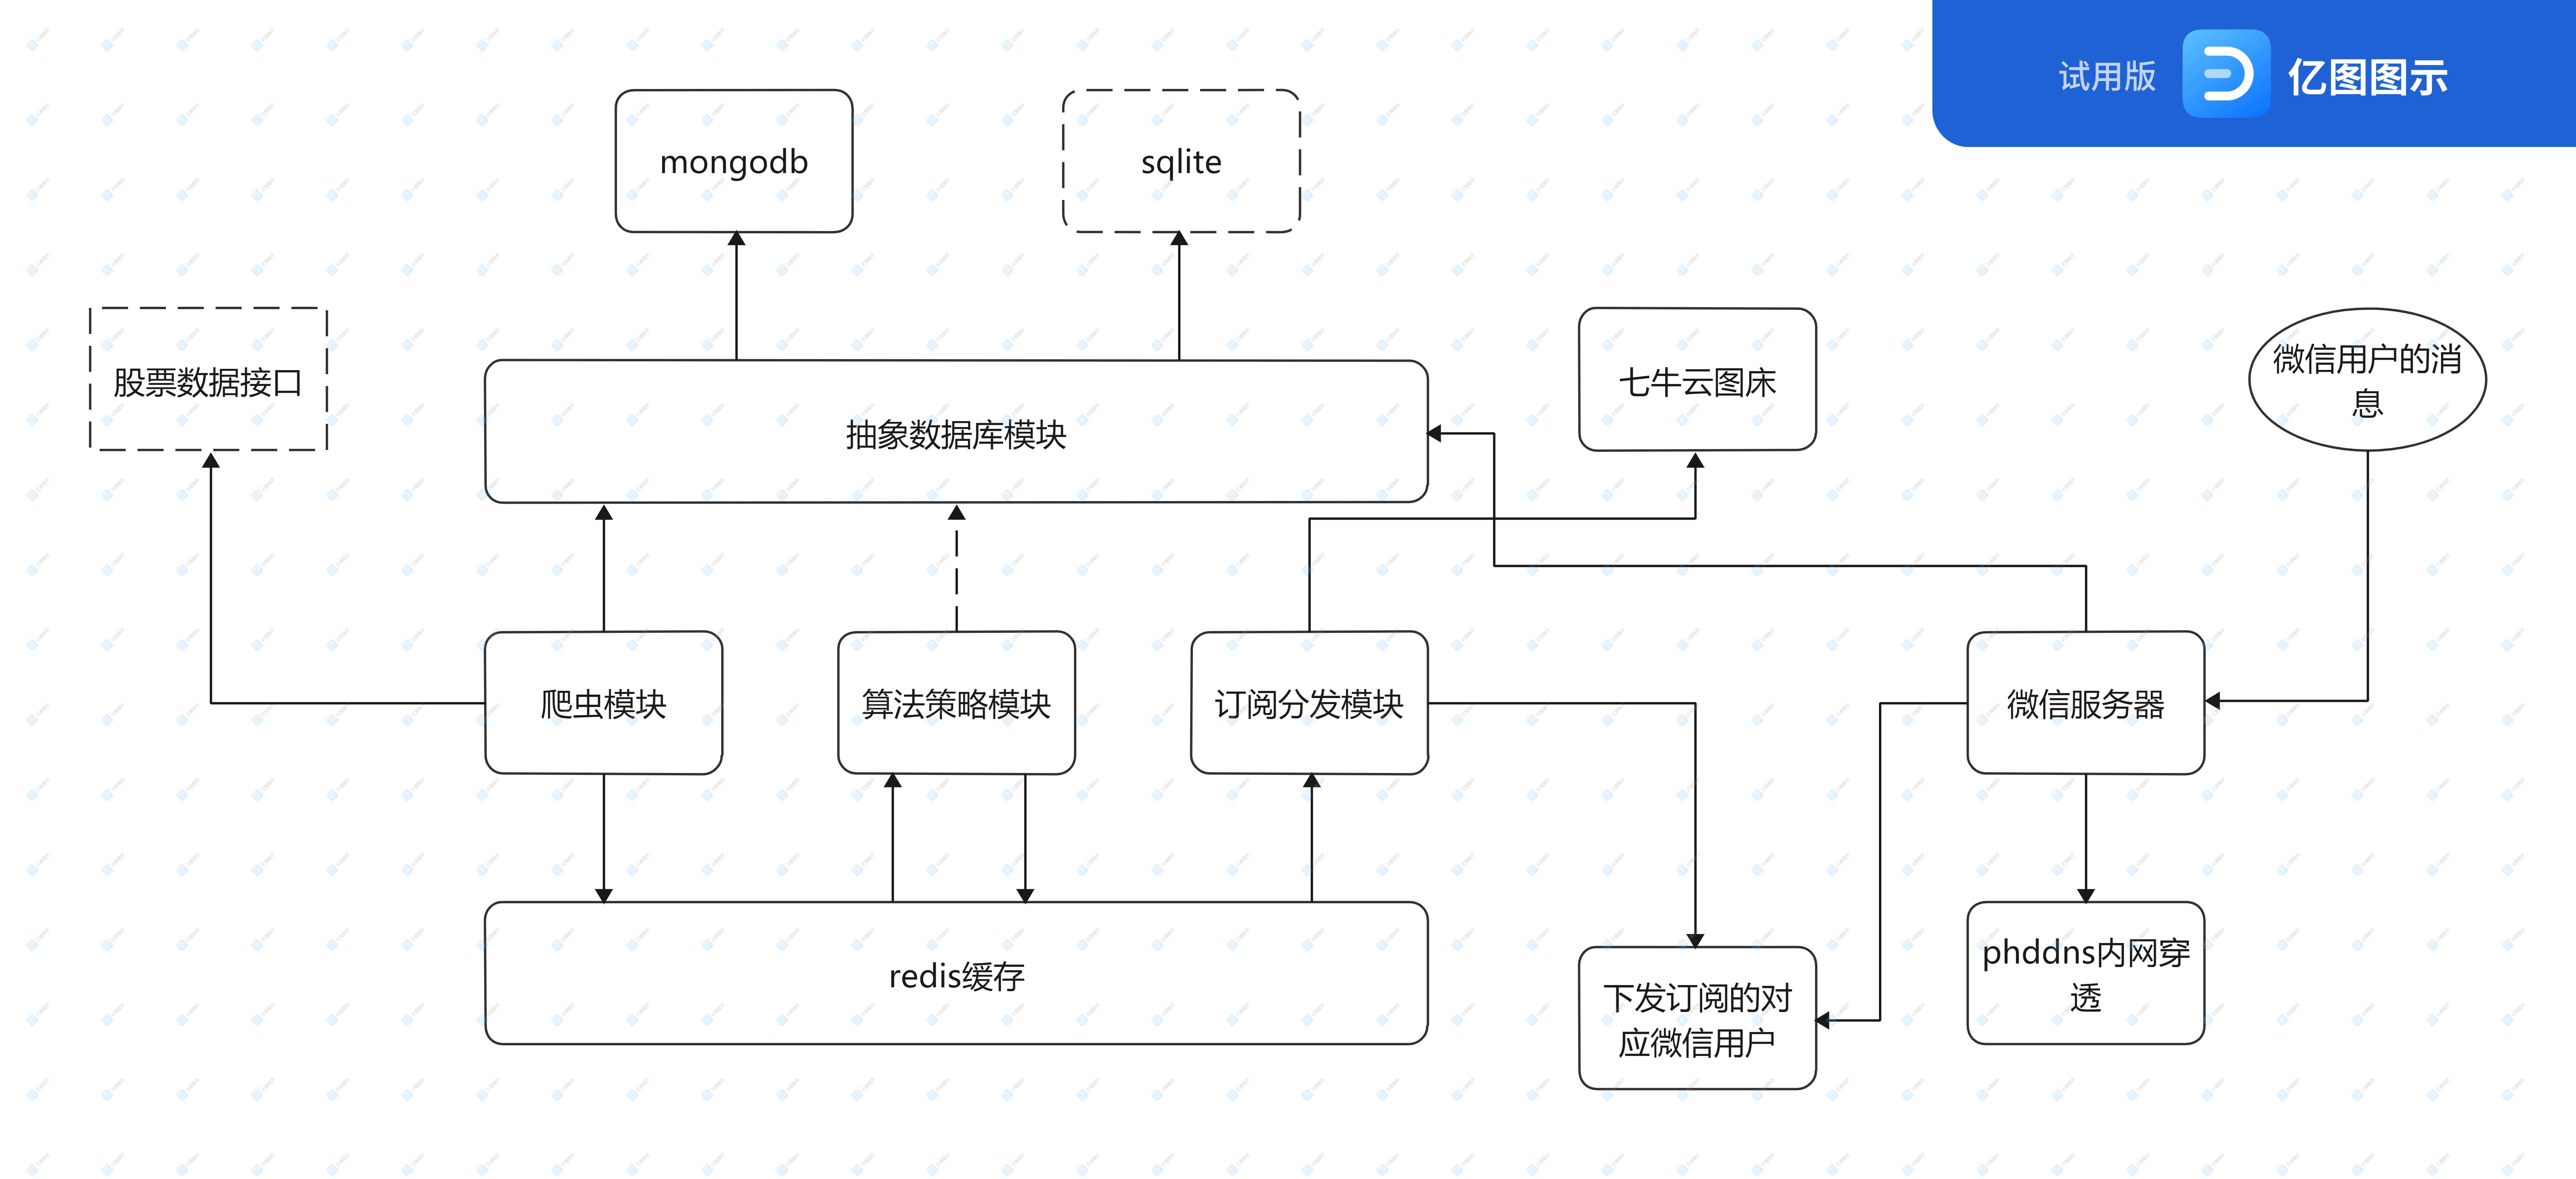 试用版 亿图图示
mongodb
sqlite
股票数据接口
七牛云图床
微信用户的消
息
抽象数据库模块
爬虫模块
算法策略模块
订阅分发模块
微信服务器
redis缓存
下发订阅的对
应微信用户
phddns内网穿
透